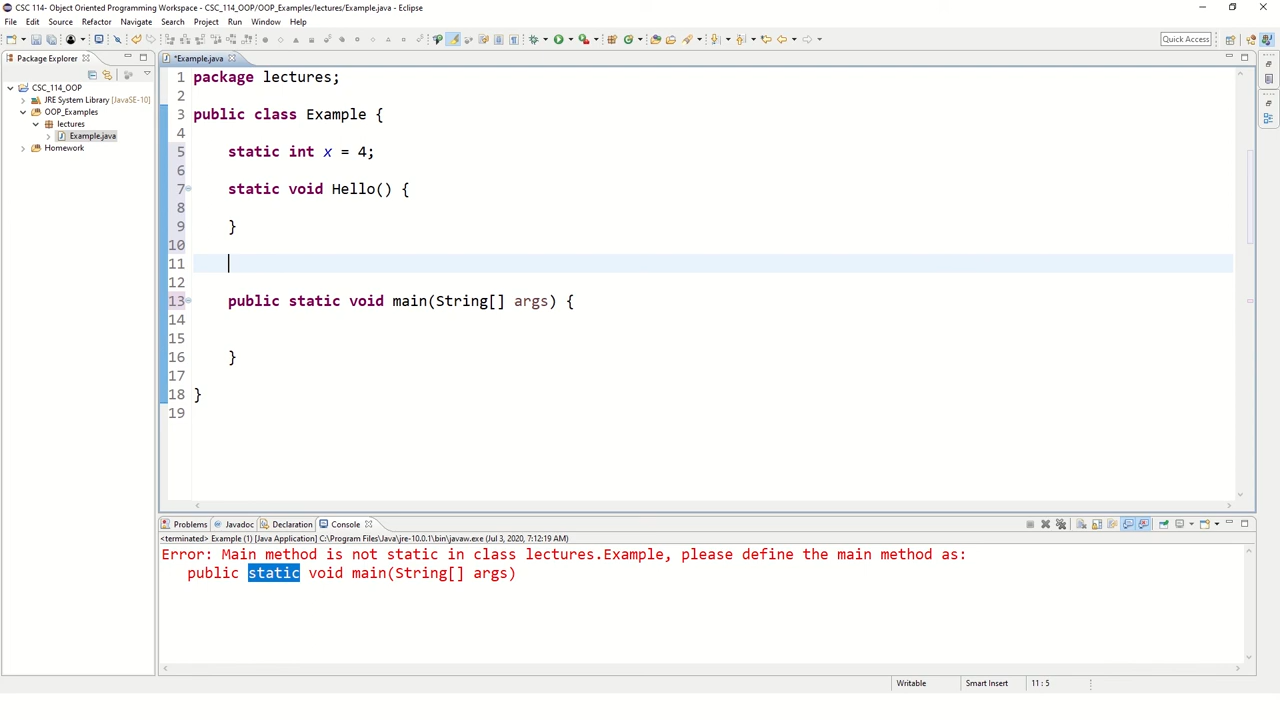 CSC 114- Object Oriented Programming Workspace - CSC_114_OOP/OOP_Examples/lectures/Example.java - Eclipse
File Edit Source Refactor Navigate Search Project Run Window Help
Quick Access
Package Explorer
*Example.java
CSC_114_OOP
JRE System Library [JavaSE-10]
OOP_Examples
lectures
Example.java
Homework
1 package lectures;
2
3 public class Example {
4
5 static int x = 4;
6
7 static void Hello() {
8
9 }
10
11
12
13 public static void main(String[] args) {
14
15
16 }
17
18 }
19
Problems Javadoc Declaration Console
<terminated> Example (1) [Java Application] C:\Program Files\Java\jre-10.0.1\bin\javaw.exe (Jul 3, 2020, 7:12:19 AM)
Error: Main method is not static in class lectures.Example, please define the main method as:
public static void main(String[] args)
Writable Smart Insert 11 : 5